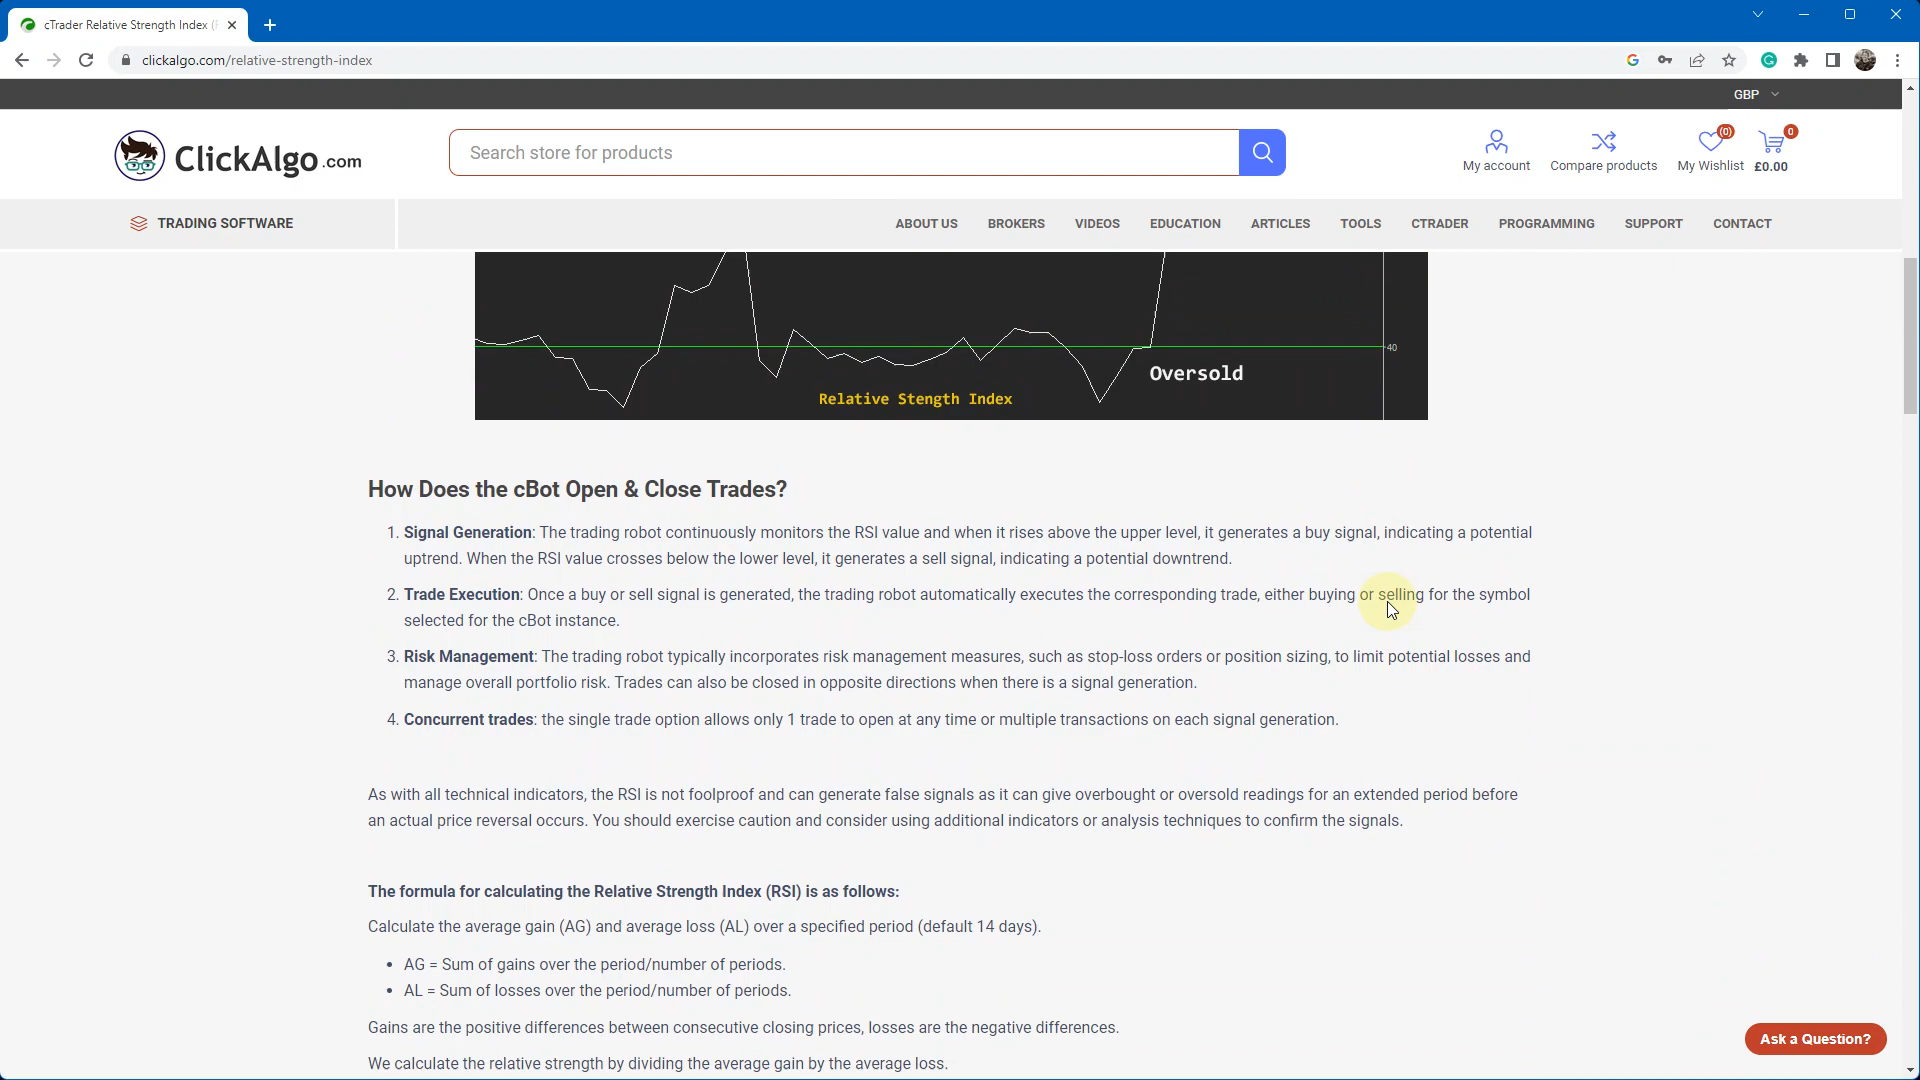 cTrader Relative Strength Index (
clickalgo.com/relative-strength-index
GBP
ClickAlgo.com
Search store for products
My account
Compare products
(0)
My Wishlist
0
£0.00
TRADING SOFTWARE
ABOUT US
BROKERS
VIDEOS
EDUCATION
ARTICLES
TOOLS
CTRADER
PROGRAMMING
SUPPORT
CONTACT
40
Oversold
Relative Stength Index
How Does the cBot Open & Close Trades?
1. Signal Generation: The trading robot continuously monitors the RSI value and when it rises above the upper level, it generates a buy signal, indicating a potential
uptrend. When the RSI value crosses below the lower level, it generates a sell signal, indicating a potential downtrend.
2. Trade Execution: Once a buy or sell signal is generated, the trading robot automatically executes the corresponding trade, either buying or selling for the symbol
selected for the cBot instance.
3. Risk Management: The trading robot typically incorporates risk management measures, such as stop-loss orders or position sizing, to limit potential losses and
manage overall portfolio risk. Trades can also be closed in opposite directions when there is a signal generation.
4. Concurrent trades: the single trade option allows only 1 trade to open at any time or multiple transactions on each signal generation.
As with all technical indicators, the RSI is not foolproof and can generate false signals as it can give overbought or oversold readings for an extended period before
an actual price reversal occurs. You should exercise caution and consider using additional indicators or analysis techniques to confirm the signals.
The formula for calculating the Relative Strength Index (RSI) is as follows:
Calculate the average gain (AG) and average loss (AL) over a specified period (default 14 days).
• AG = Sum of gains over the period/number of periods.
• AL = Sum of losses over the period/number of periods.
Gains are the positive differences between consecutive closing prices, losses are the negative differences.
We calculate the relative strength by dividing the average gain by the average loss.
Ask a Question?